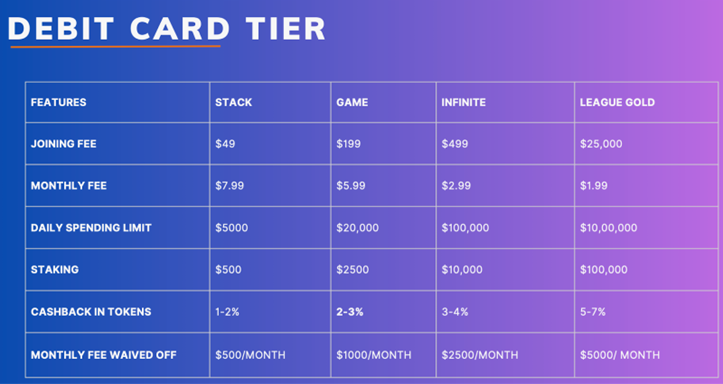 DEBIT CARD TIER
FEATURES STACK GAME INFINITE LEAGUE GOLD
JOINING FEE $49 $199 $499 $25,000
MONTHLY FEE $7.99 $5.99 $2.99 $1.99
DAILY SPENDING LIMIT $5000 $20,000 $100,000 $10,00,000
STAKING $500 $2500 $10,000 $100,000
CASHBACK IN TOKENS 1-2% 2-3% 3-4% 5-7%
MONTHLY FEE WAIVED OFF $500/MONTH $1000/MONTH $2500/MONTH $5000/ MONTH